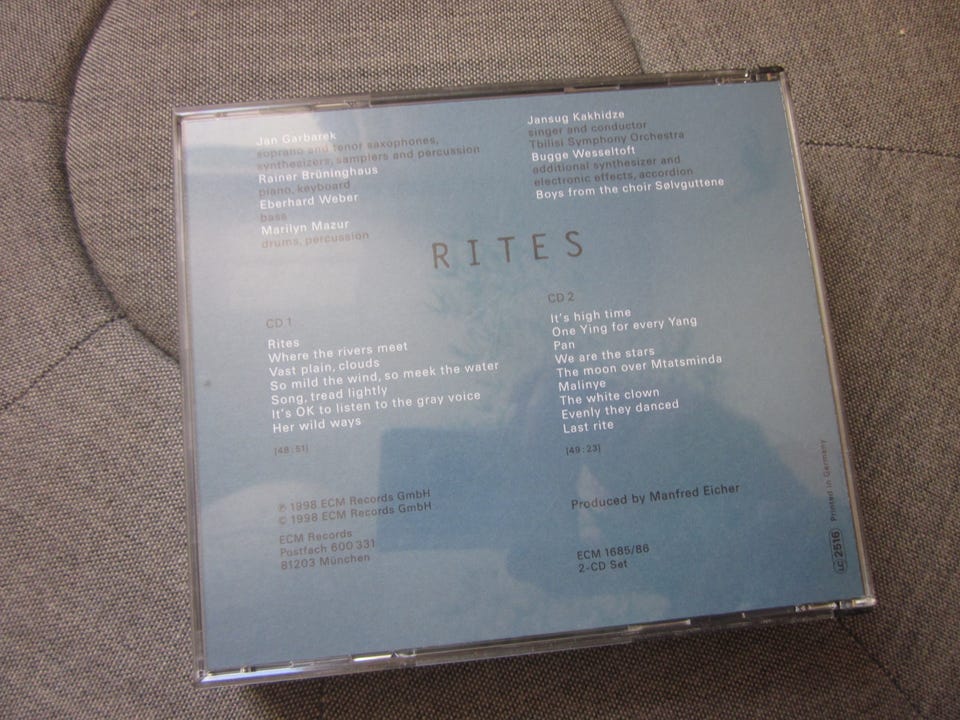 Jan Garbarek
soprano and tenor saxophones,
synthesizers, samplers and percussion
Rainer Brüninghaus
piano, keyboard
Eberhard Weber
bass
Marilyn Mazur
drums, percussion
Jansug Kakhidze
singer and conductor
Tbilisi Symphony Orchestra
Bugge Wesseltoft
additional synthesizer and
electronic effects, accordion
Boys from the choir Sølvguttene
RITES
CD 1
Rites
Where the rivers meet
Vast plain, clouds
So mild the wind, so meek the water
Song, tread lightly
It's OK to listen to the gray voice
Her wild ways
[48:51]
CD 2
It's high time
One Ying for every Yang
Pan
We are the stars
The moon over Mtatsminda
Malinye
The white clown
Evenly they danced
Last rite
[49:23]
℗ 1998 ECM Records GmbH
© 1998 ECM Records GmbH
ECM Records
Postfach 600 331
81203 München
Produced by Manfred Eicher
ECM 1685/86
2-CD Set
LC 2516
Printed in Germany